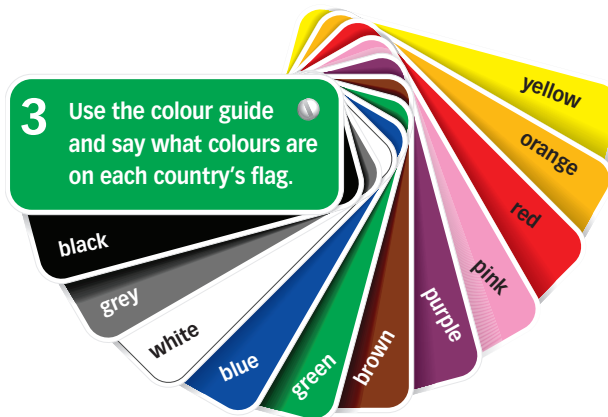 3 Use the colour guide
and say what colours are
on each country's flag.
yellow
orange
red
pink
purple
brown
green
blue
white
grey
black